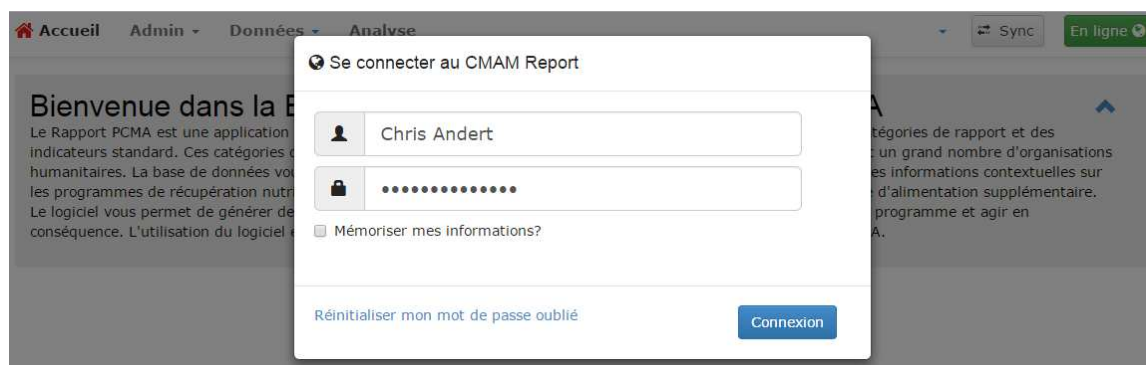 Accueil Admin Données Analyse Sync En ligne
Se connecter au CMAM Report
Chris Andert
••••••••••••••
Mémoriser mes informations?
Réinitialiser mon mot de passe oublié
Connexion
Bienvenue dans la
Le Rapport PCMA est une application
indicateurs standard. Ces catégories
humanitaires. La base de données
les programmes de récupération
Le logiciel vous permet de générer de
conséquence. L'utilisation du logiciel
A
tégories de rapport et des
un grand nombre d'organisations
es informations contextuelles sur
d'alimentation supplémentaire.
programme et agir en
A.